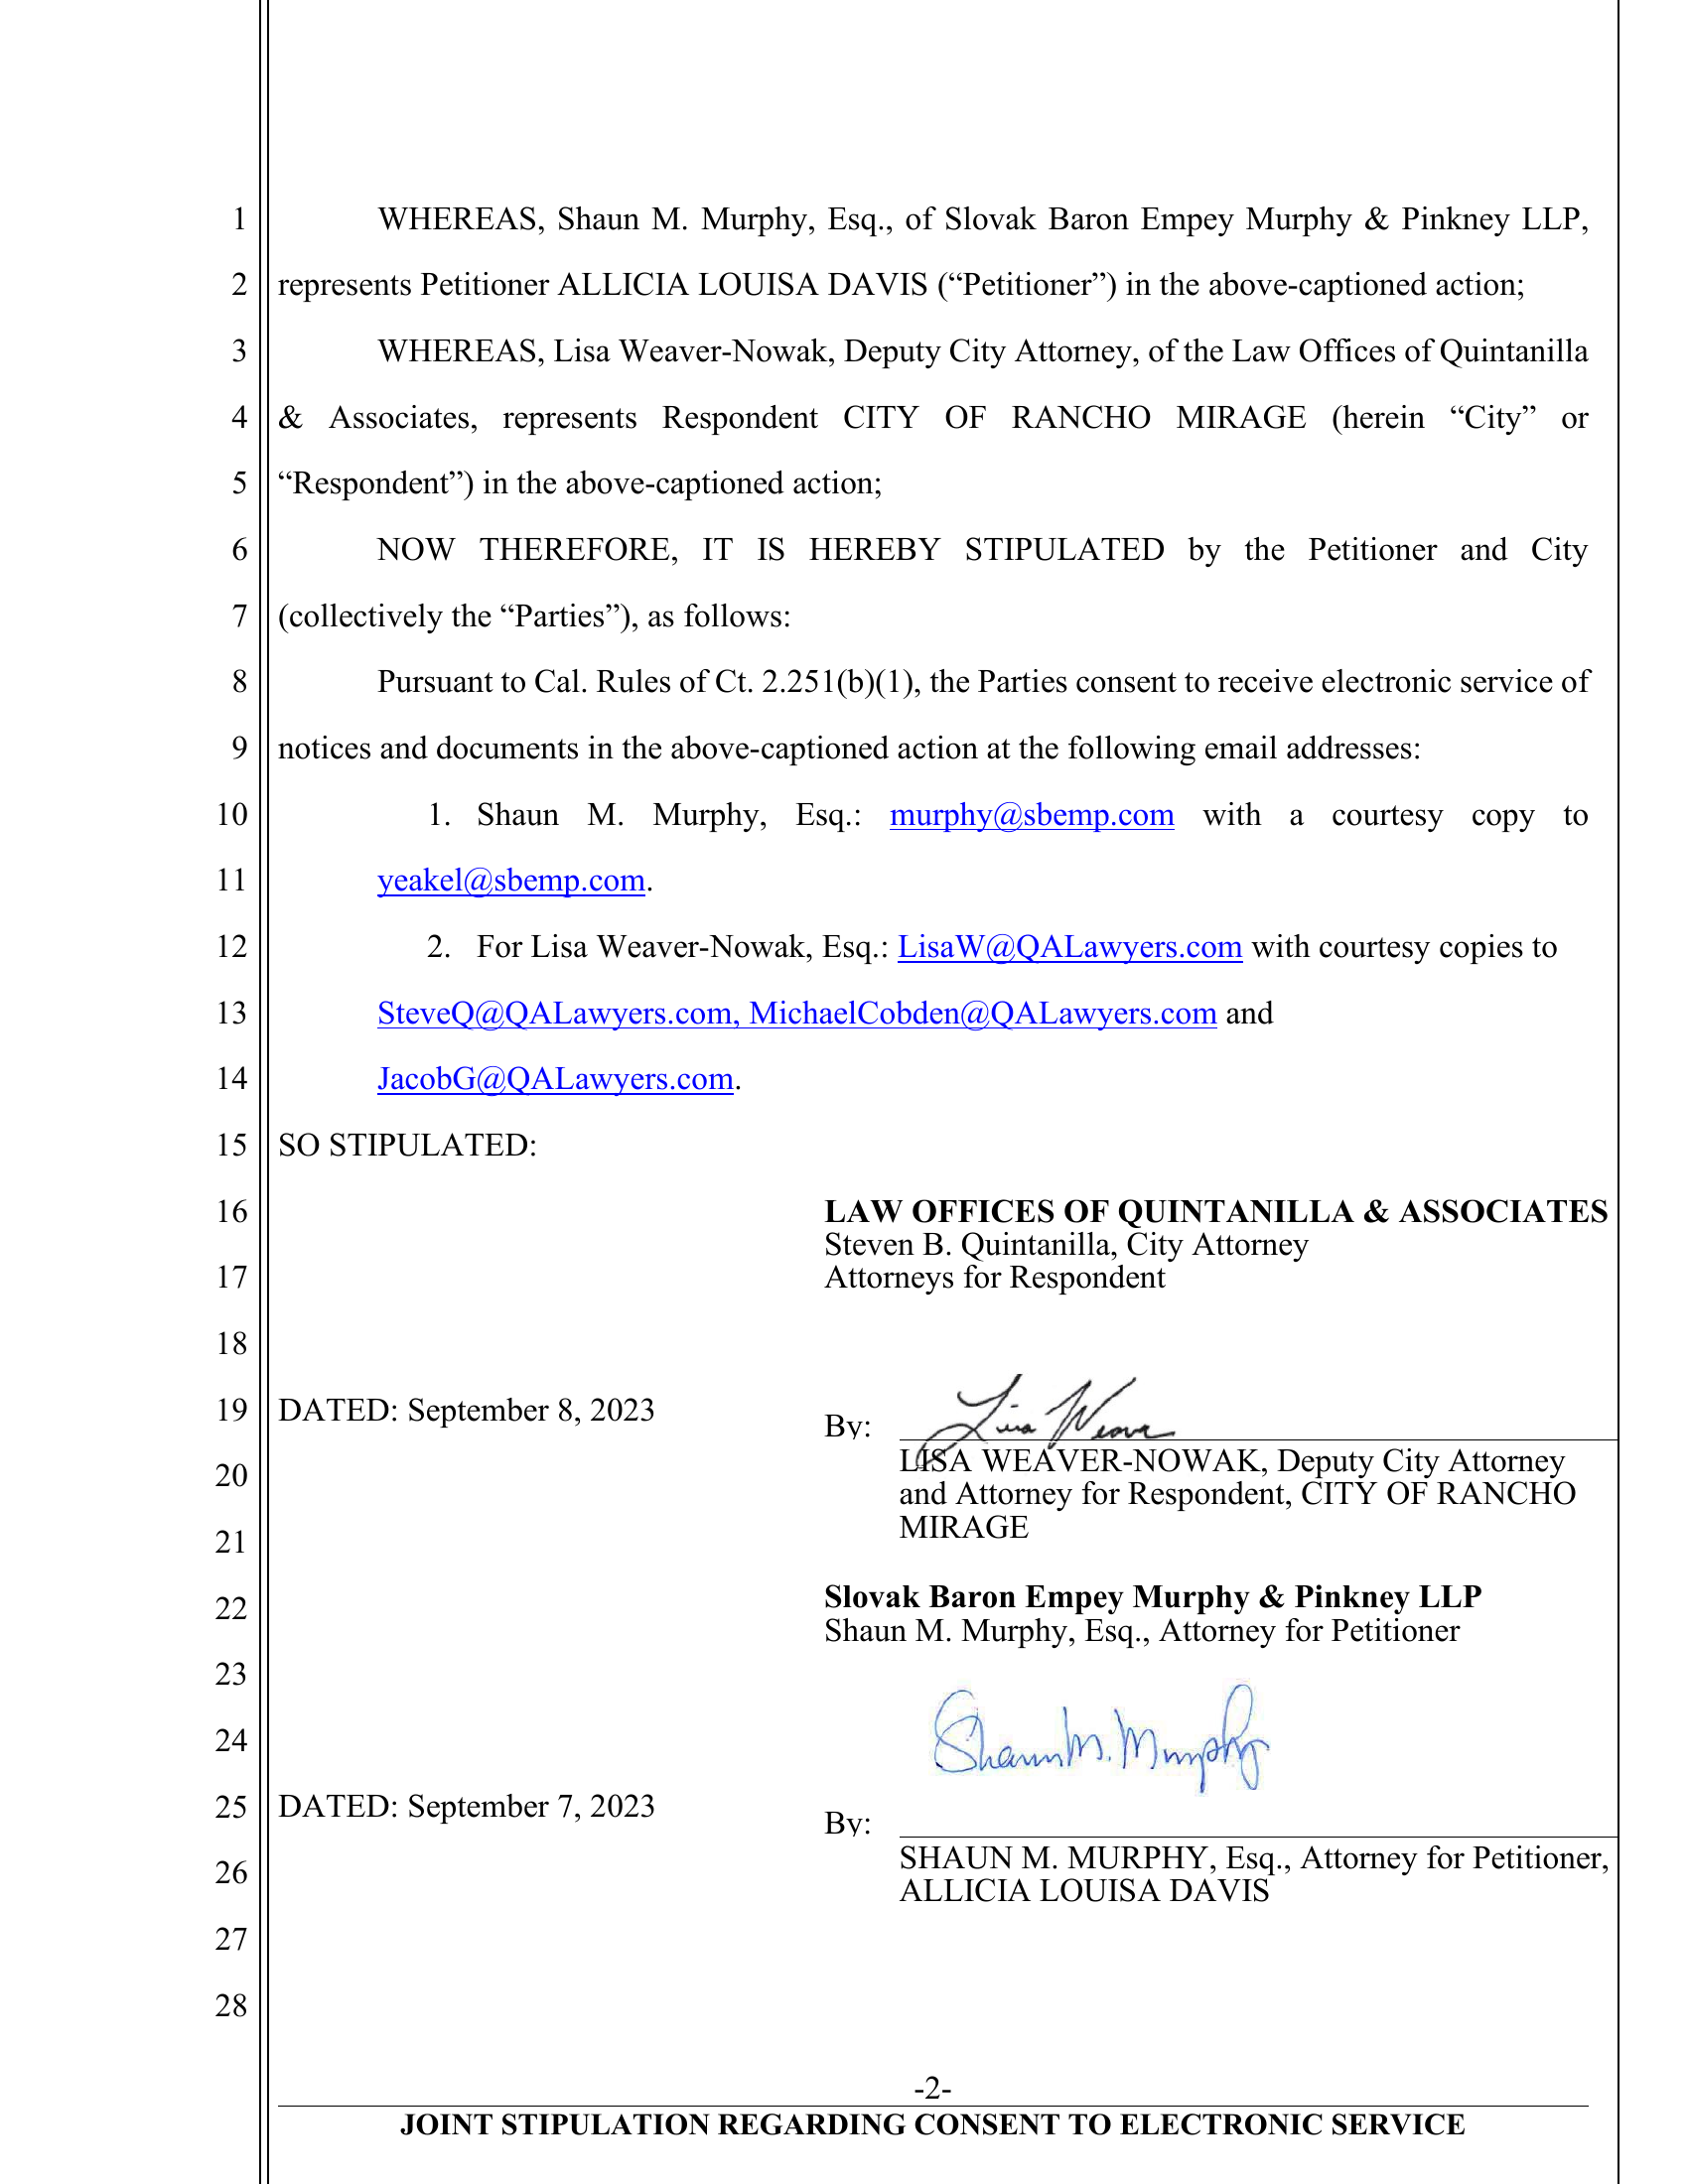 1 WHEREAS, Shaun M. Murphy, Esq., of Slovak Baron Empey Murphy & Pinkney LLP,
2 represents Petitioner ALLICIA LOUISA DAVIS (“Petitioner”) in the above-captioned action;
3 WHEREAS, Lisa Weaver-Nowak, Deputy City Attorney, of the Law Offices of Quintanilla
4 & Associates, represents Respondent CITY OF RANCHO MIRAGE (herein “City” or
5 “Respondent”) in the above-captioned action;
6 NOW THEREFORE, IT IS HEREBY STIPULATED by the Petitioner and City
7 (collectively the “Parties”), as follows:
8 Pursuant to Cal. Rules of Ct. 2.251(b)(1), the Parties consent to receive electronic service of
9 notices and documents in the above-captioned action at the following email addresses:
10 1. Shaun M. Murphy, Esq.: murphy@sbemp.com with a courtesy copy to
11 yeakel@sbemp.com.
12 2. For Lisa Weaver-Nowak, Esq.: LisaW@QALawyers.com with courtesy copies to
13 SteveQ@QALawyers.com, MichaelCobden@QALawyers.com and
14 JacobG@QALawyers.com.
15 SO STIPULATED:
16 LAW OFFICES OF QUINTANILLA & ASSOCIATES
Steven B. Quintanilla, City Attorney
17 Attorneys for Respondent
18
19 DATED: September 8, 2023 By: Lisa Weaver
LISA WEAVER-NOWAK, Deputy City Attorney
20 and Attorney for Respondent, CITY OF RANCHO
21 MIRAGE
22 Slovak Baron Empey Murphy & Pinkney LLP
Shaun M. Murphy, Esq., Attorney for Petitioner
23
24 Shaun M. Murphy
25 DATED: September 7, 2023 By:
26 SHAUN M. MURPHY, Esq., Attorney for Petitioner,
ALLICIA LOUISA DAVIS
27
28
-2-
JOINT STIPULATION REGARDING CONSENT TO ELECTRONIC SERVICE